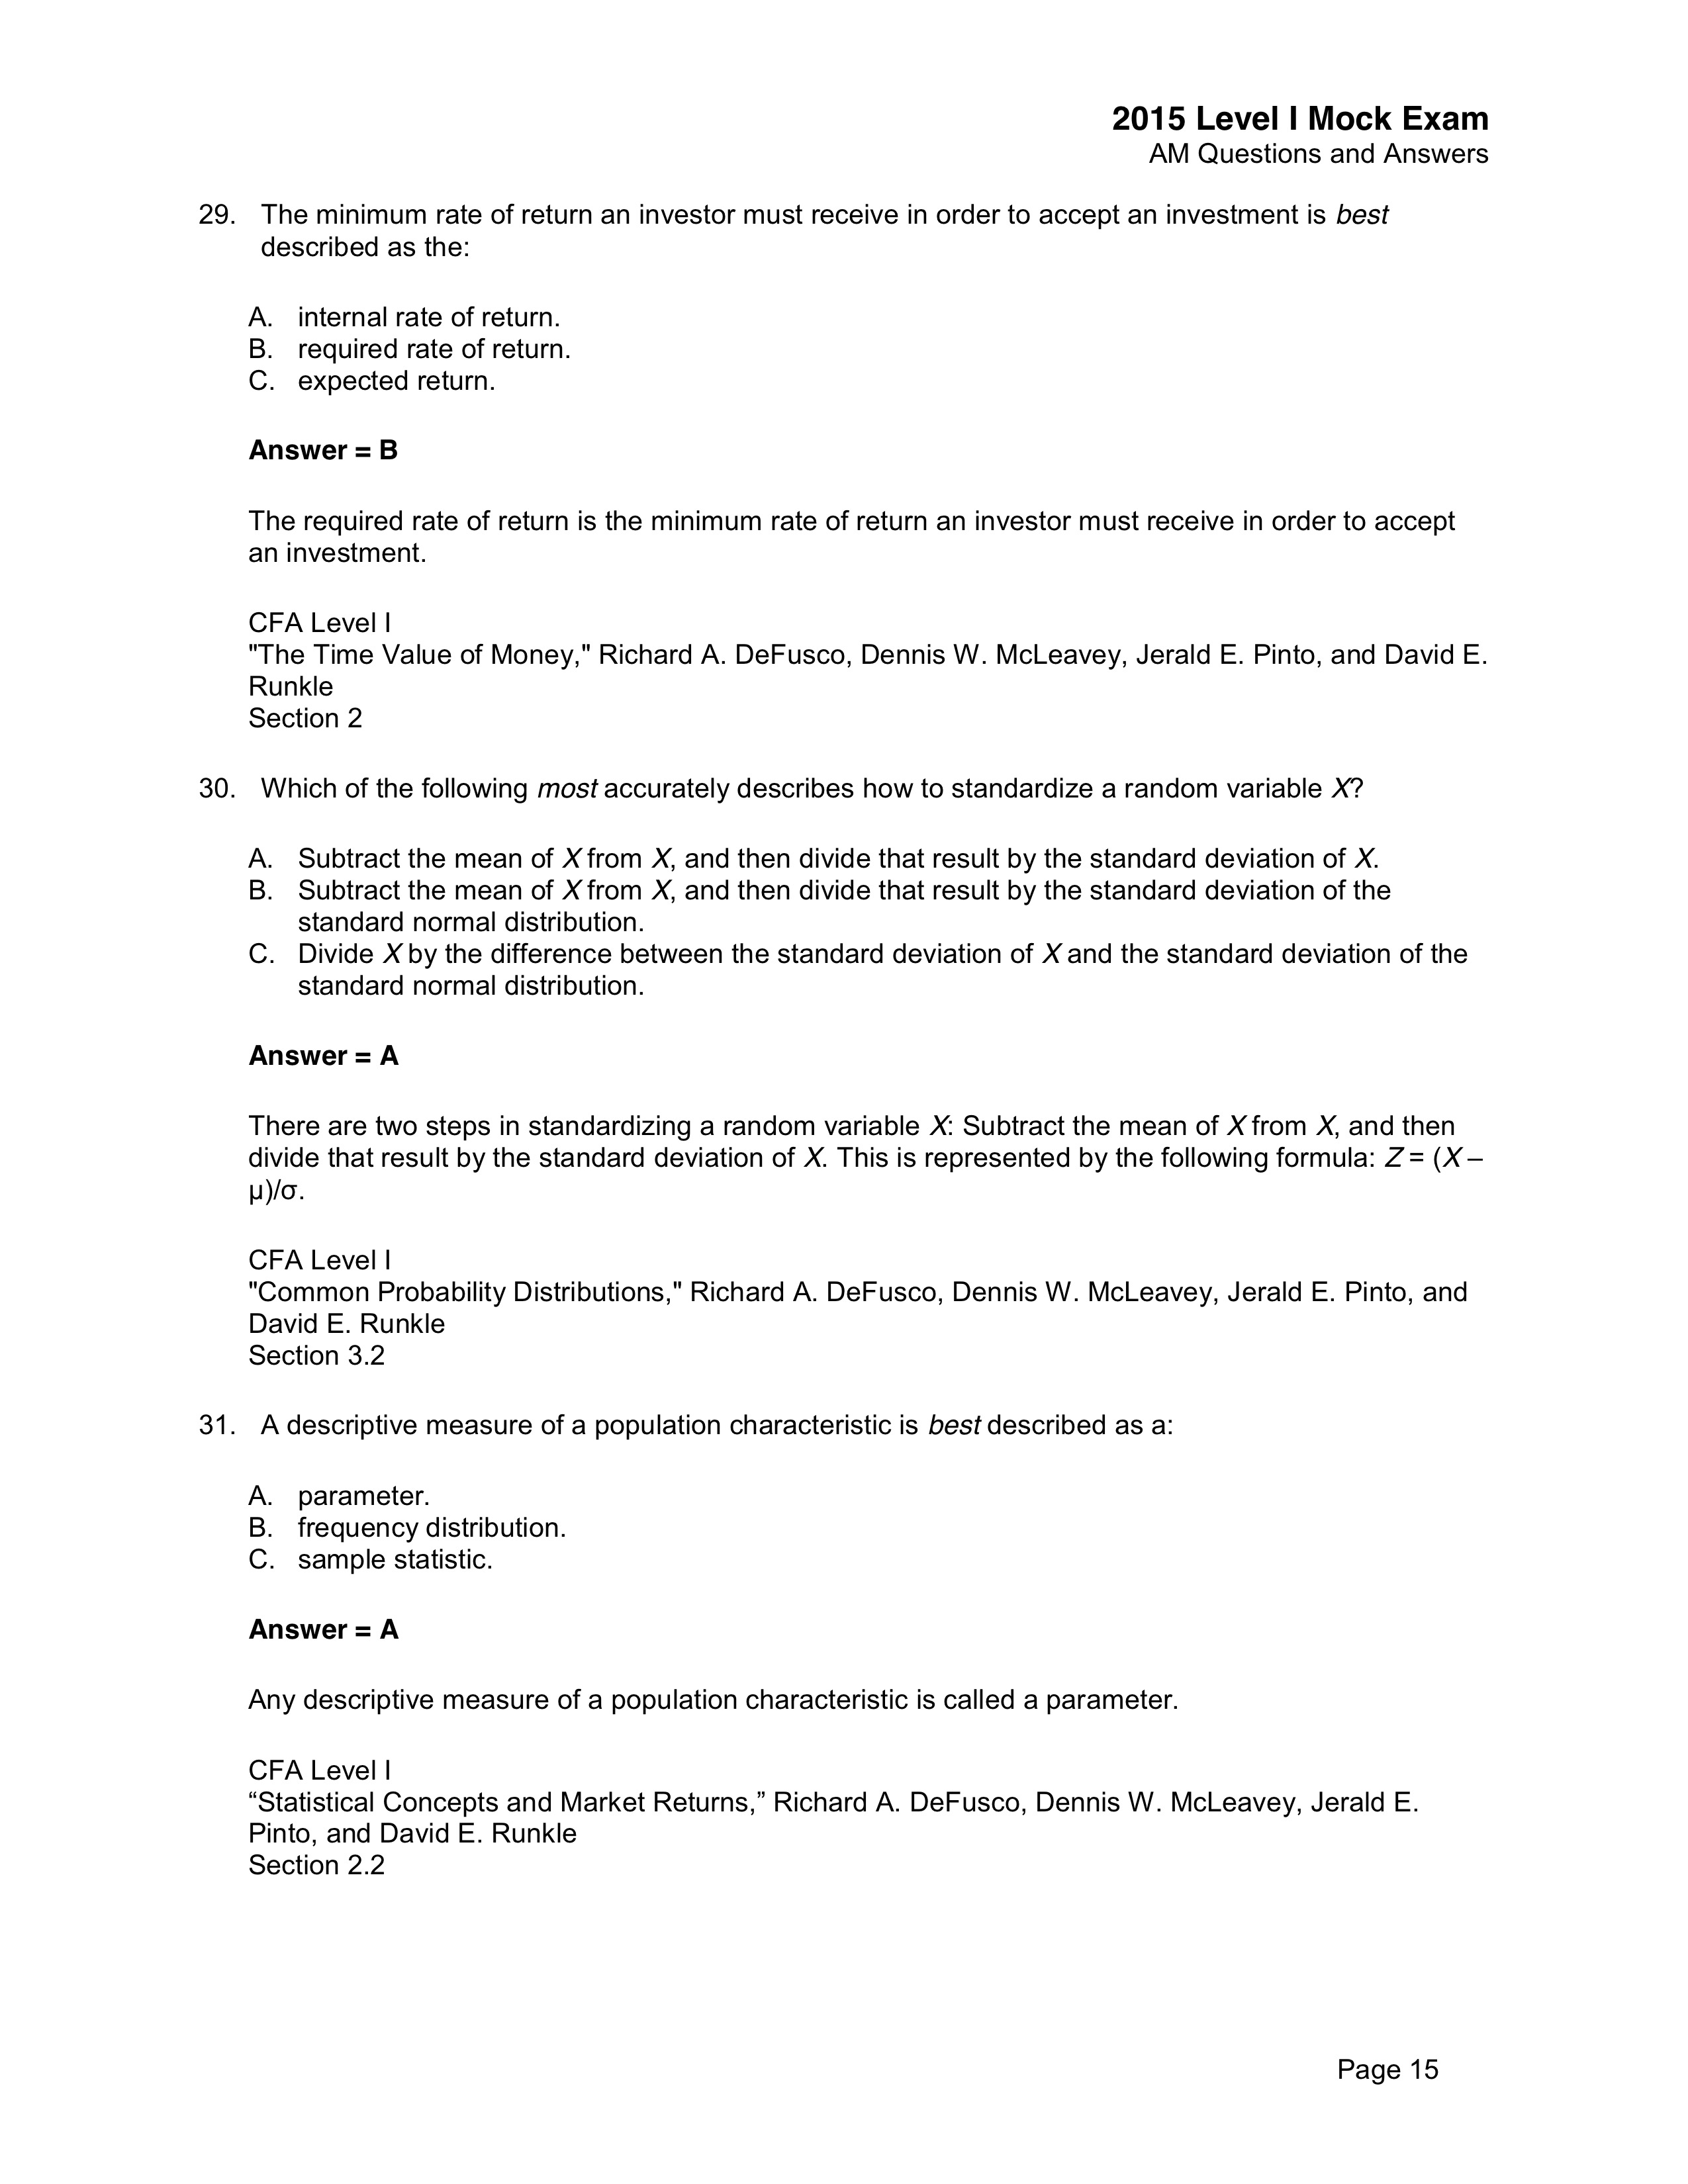 2015 Level I Mock Exam
AM Questions and Answers
29. The minimum rate of return an investor must receive in order to accept an investment is best
described as the:
A. internal rate of return.
B. required rate of return.
C. expected return.
Answer = B
The required rate of return is the minimum rate of return an investor must receive in order to accept
an investment.
CFA Level I
"The Time Value of Money," Richard A. DeFusco, Dennis W. McLeavey, Jerald E. Pinto, and David E.
Runkle
Section 2
30. Which of the following most accurately describes how to standardize a random variable X?
A. Subtract the mean of X from X, and then divide that result by the standard deviation of X.
B. Subtract the mean of X from X, and then divide that result by the standard deviation of the
standard normal distribution.
C. Divide X by the difference between the standard deviation of X and the standard deviation of the
standard normal distribution.
Answer = A
There are two steps in standardizing a random variable X: Subtract the mean of X from X, and then
divide that result by the standard deviation of X. This is represented by the following formula: Z = (X –
μ)/σ.
CFA Level I
"Common Probability Distributions," Richard A. DeFusco, Dennis W. McLeavey, Jerald E. Pinto, and
David E. Runkle
Section 3.2
31. A descriptive measure of a population characteristic is best described as a:
A. parameter.
B. frequency distribution.
C. sample statistic.
Answer = A
Any descriptive measure of a population characteristic is called a parameter.
CFA Level I
“Statistical Concepts and Market Returns,” Richard A. DeFusco, Dennis W. McLeavey, Jerald E.
Pinto, and David E. Runkle
Section 2.2
Page 15